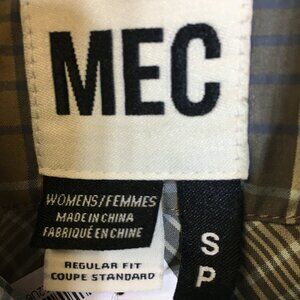 MEC
WOMENS/FEMMES
MADE IN CHINA
FABRIQUÉ EN CHINE
REGULAR FIT
COUPE STANDARD
S
P